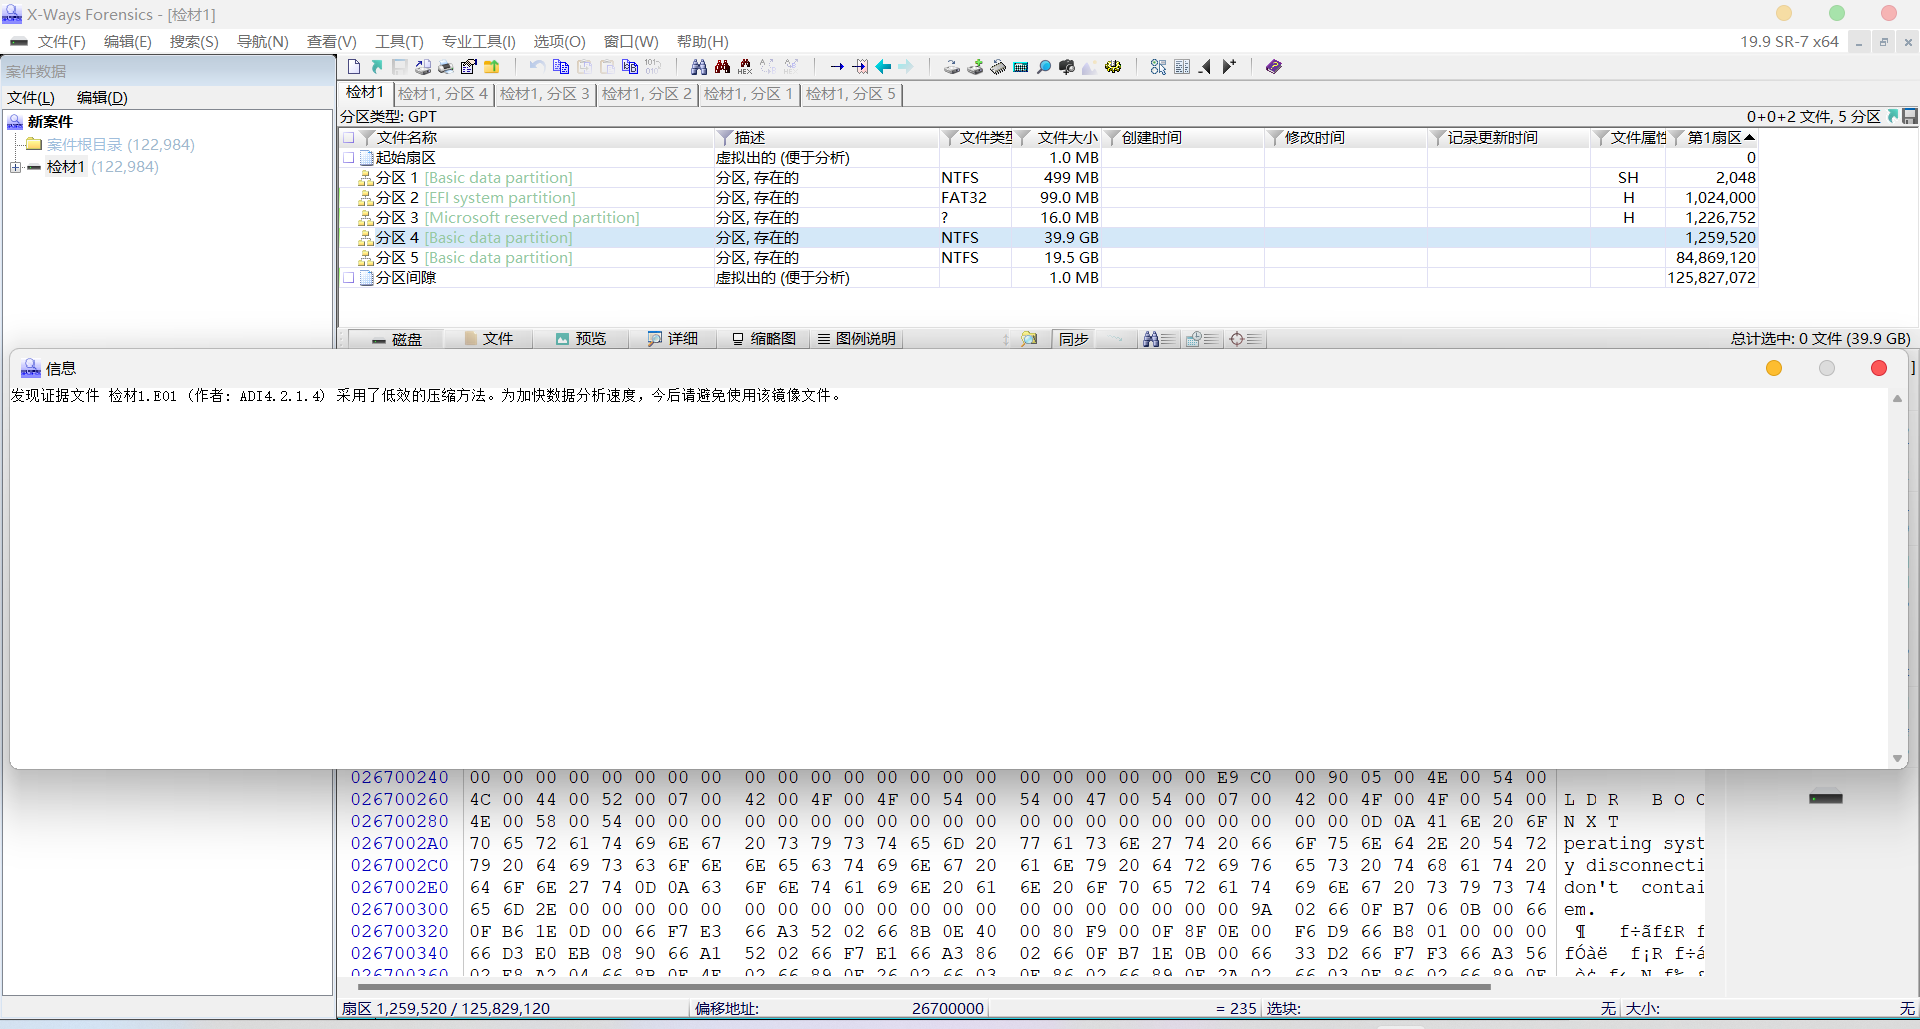 X-Ways Forensics - [检材1]
文件(F) 编辑(E) 搜索(S) 导航(N) 查看(V) 工具(T) 专业工具(I) 选项(O) 窗口(W) 帮助(H) 19.9 SR-7 x64
案件数据
文件(L) 编辑(D)
新案件
案件根目录 (122,984)
检材1 (122,984)
检材1 检材1, 分区 4 检材1, 分区 3 检材1, 分区 2 检材1, 分区 1 检材1, 分区 5
分区类型: GPT 0+0+2 文件, 5 分区
文件名称 描述 文件类型 文件大小 创建时间 修改时间 记录更新时间 文件属性 第1扇区
起始扇区 虚拟出的 (便于分析) 1.0 MB 0
分区 1 [Basic data partition] 分区, 存在的 NTFS 499 MB SH 2,048
分区 2 [EFI system partition] 分区, 存在的 FAT32 99.0 MB H 1,024,000
分区 3 [Microsoft reserved partition] 分区, 存在的 ? 16.0 MB H 1,226,752
分区 4 [Basic data partition] 分区, 存在的 NTFS 39.9 GB 1,259,520
分区 5 [Basic data partition] 分区, 存在的 NTFS 19.5 GB 84,869,120
分区间隙 虚拟出的 (便于分析) 1.0 MB 125,827,072
磁盘 文件 预览 详细 缩略图 图例说明 同步 总计选中: 0 文件 (39.9 GB)
信息
发现证据文件 检材1.E01 (作者: ADI4.2.1.4) 采用了低效的压缩方法。为加快数据分析速度，今后请避免使用该镜像文件。
026700240 00 00 00 00 00 00 00 00 00 00 00 00 00 00 00 00 00 00 00 00 00 00 E9 C0 00 90 05 00 4E 00 54 00
026700260 4C 00 44 00 52 00 07 00 42 00 4F 00 4F 00 54 00 54 00 47 00 54 00 07 00 42 00 4F 00 4F 00 54 00 L D R B O C
026700280 4E 00 58 00 54 00 00 00 00 00 00 00 00 00 00 00 00 00 00 00 00 00 00 00 00 00 0D 0A 41 6E 20 6F N X T
0267002A0 70 65 72 61 74 69 6E 67 20 73 79 73 74 65 6D 20 77 61 73 6E 27 74 20 66 6F 75 6E 64 2E 20 54 72 perating syst
0267002C0 79 20 64 69 73 63 6F 6E 6E 65 63 74 69 6E 67 20 61 6E 79 20 64 72 69 76 65 73 20 74 68 61 74 20 y disconnecti
0267002E0 64 6F 6E 27 74 0D 0A 63 6F 6E 74 61 69 6E 20 61 6E 20 6F 70 65 72 61 74 69 6E 67 20 73 79 73 74 don't contai
026700300 65 6D 2E 00 00 00 00 00 00 00 00 00 00 00 00 00 00 00 00 00 00 00 00 9A 02 66 0F B7 06 0B 00 66 em.
026700320 0F B6 1E 0D 00 66 F7 E3 66 A3 52 02 66 8B 0E 40 00 80 F9 00 0F 8F 0E 00 F6 D9 66 B8 01 00 00 00 ¶ f÷ãf£R f
026700340 66 D3 E0 EB 08 90 66 A1 52 02 66 F7 E1 66 A3 86 02 66 0F B7 1E 0B 00 66 33 D2 66 F7 F3 66 A3 56 fÓàë f¡R f÷á
026700360 02 E8 A2 04 66 8B 0E 4E 02 66 89 0E 26 02 66 03 0E 86 02 66 89 0E 2A 02 66 03 0E 86 02 66 89 0E
扇区 1,259,520 / 125,829,120 偏移地址: 26700000 = 235 选块: 无 大小: 无